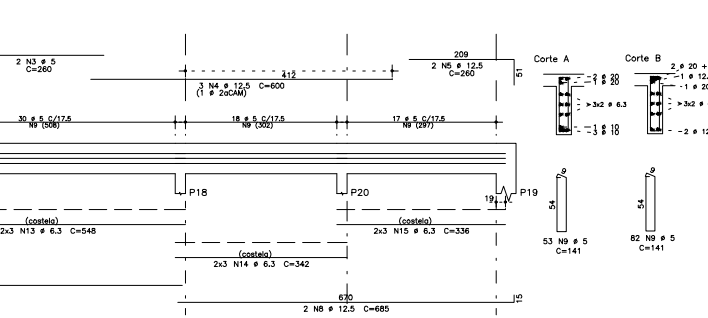 209
2 N5 ø 12.5
C=260
51
2 N3 ø 5
C=260
412
3 N4 ø 12.5 C=600
(1 ø 2aCAM)
Corte A
Corte B
2 ø 20
1 ø 20
>3x2 ø 6.3
1 ø 10
3 ø 10
2 ø 20 +
1 ø 12.
1 ø 20
>3x2 ø
2 ø 12.
30 ø 5 C/17.5
N9 (508)
18 ø 5 C/17.5
N9 (302)
17 ø 5 C/17.5
N9 (297)
P18
P20
P19
19
(costela)
2x3 N13 ø 6.3 C=548
(costela)
2x3 N15 ø 6.3 C=336
(costela)
2x3 N14 ø 6.3 C=342
9
54
53 N9 ø 5
C=141
9
54
82 N9 ø 5
C=141
670
2 N8 ø 12.5 C=685
15